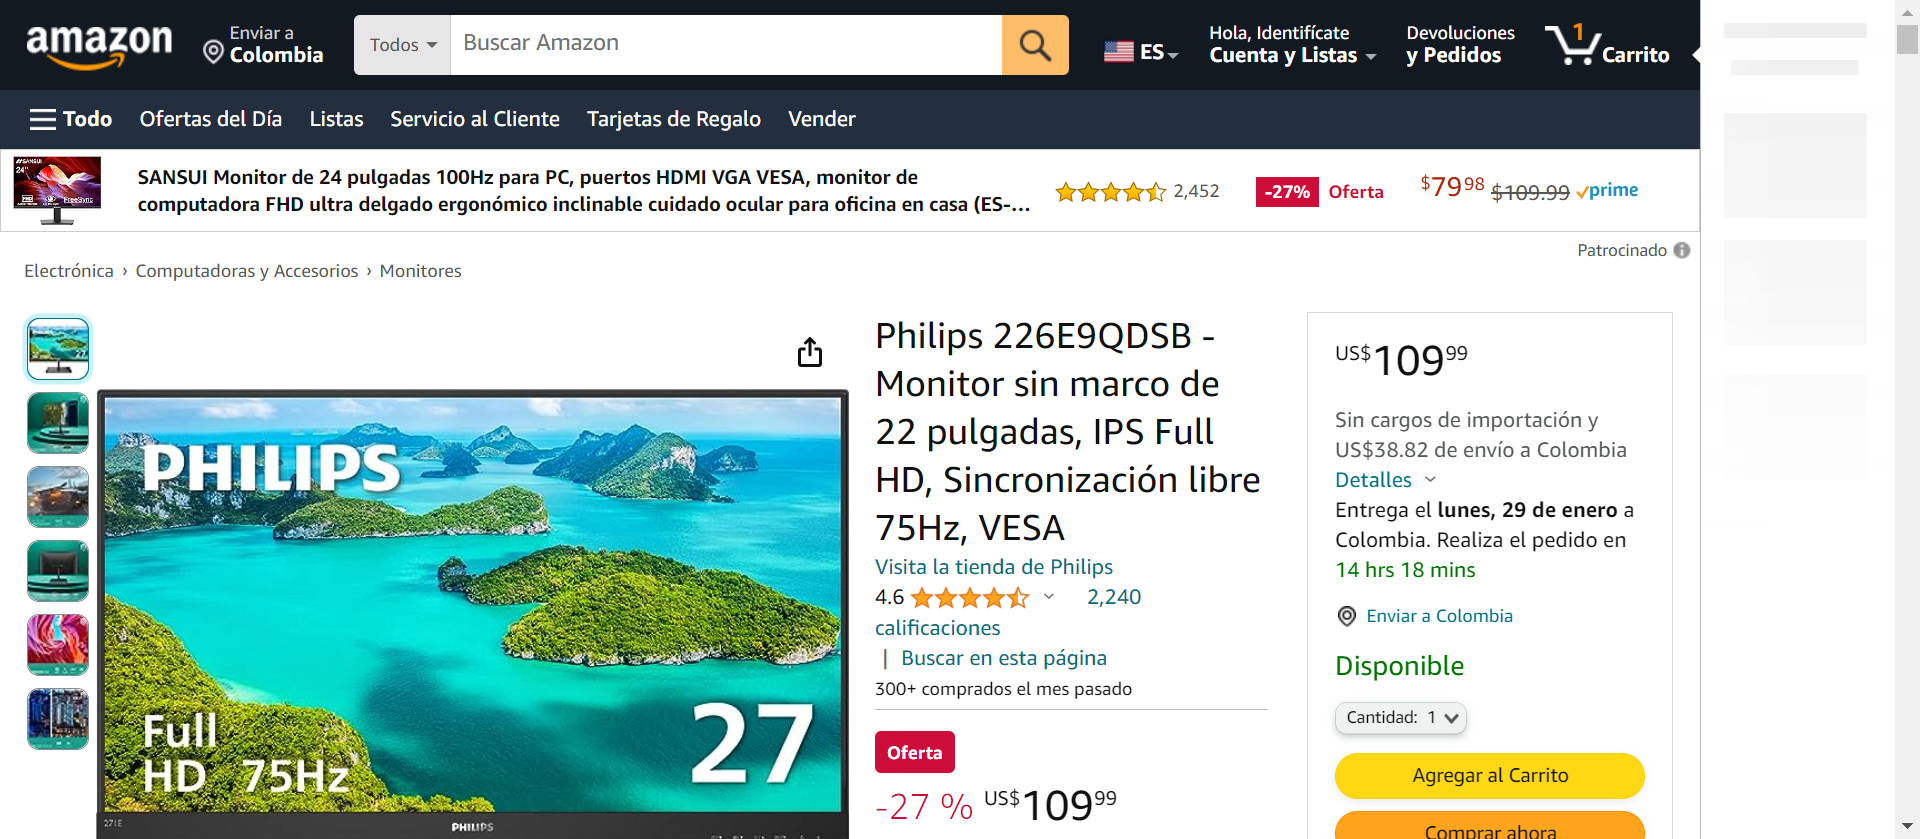 amazon
Enviar a
Colombia
Todos
Buscar Amazon
ES
Hola, Identifícate
Cuenta y Listas
Devoluciones
y Pedidos
1
Carrito
Todo
Ofertas del Día
Listas
Servicio al Cliente
Tarjetas de Regalo
Vender
SANSUI
24"
FreeSync
SANSUI Monitor de 24 pulgadas 100Hz para PC, puertos HDMI VGA VESA, monitor de
computadora FHD ultra delgado ergonómico inclinable cuidado ocular para oficina en casa (ES-...
2,452
-27%
Oferta
$7998
$109.99
prime
Patrocinado
Electrónica › Computadoras y Accesorios › Monitores
27
PHILIPS
Full
HD 75Hz
27
271E
PHILIPS
Philips 226E9QDSB -
Monitor sin marco de
22 pulgadas, IPS Full
HD, Sincronización libre
75Hz, VESA
Visita la tienda de Philips
4.6
2,240
calificaciones
| Buscar en esta página
300+ comprados el mes pasado
Oferta
-27 % US$10999
US$10999
Sin cargos de importación y
US$38.82 de envío a Colombia
Detalles
Entrega el lunes, 29 de enero a
Colombia. Realiza el pedido en
14 hrs 18 mins
Enviar a Colombia
Disponible
Cantidad: 1
Agregar al Carrito
Comprar ahora